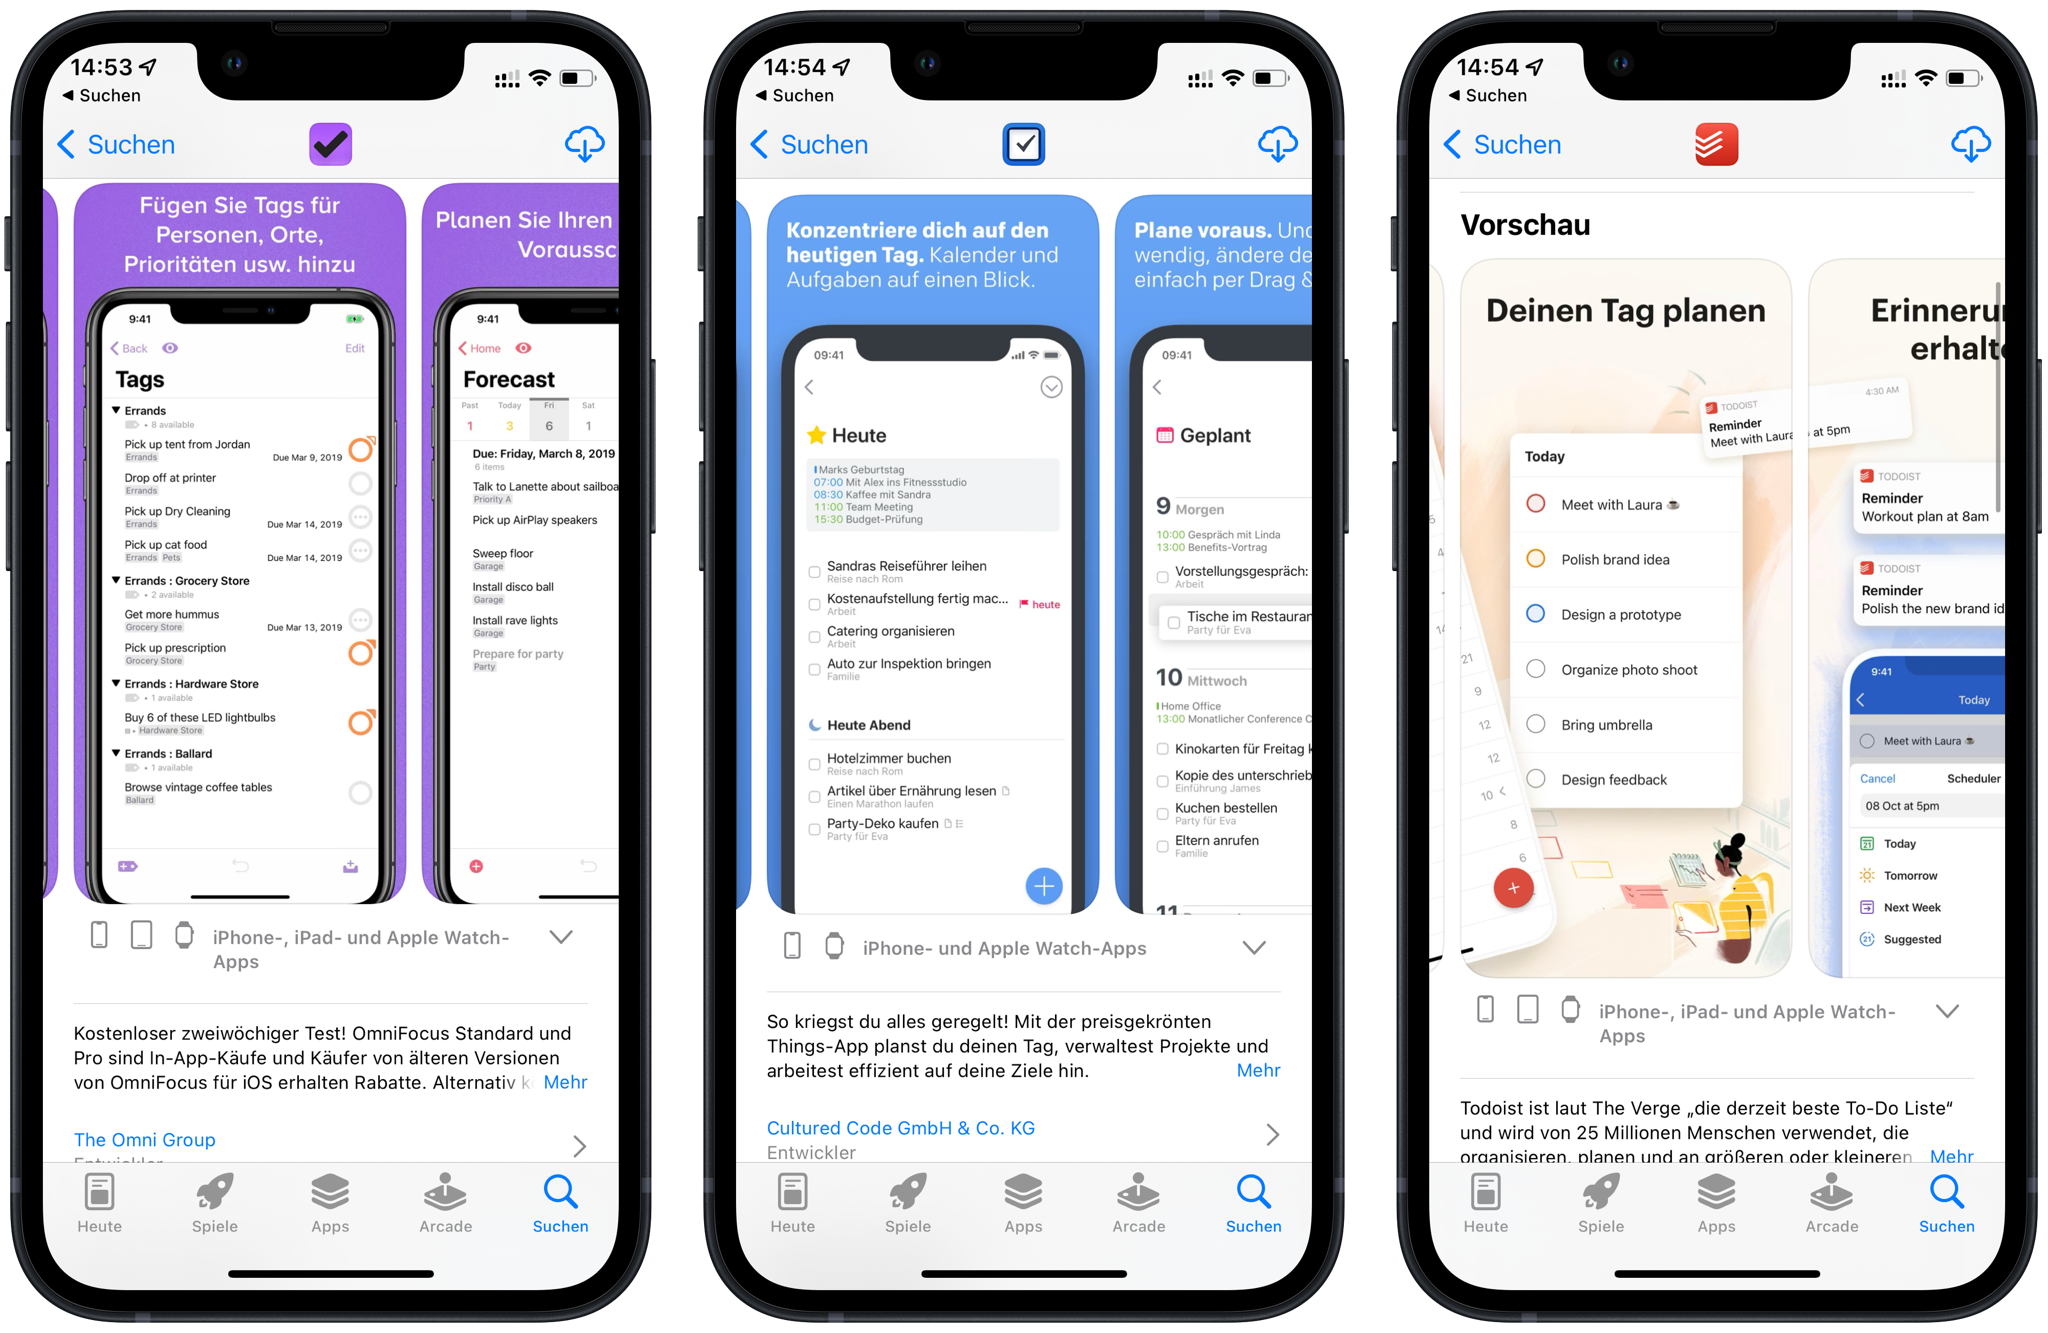 14:53
Suchen
Suchen
Fügen Sie Tags für
Personen, Orte,
Prioritäten usw. hinzu
9:41
Back
Edit
Tags
Errands
• 8 available
Pick up tent from Jordan
Errands
Due Mar 9, 2019
Drop off at printer
Errands
Pick up Dry Cleaning
Errands
Due Mar 14, 2019
Pick up cat food
Errands Pets
Due Mar 14, 2019
Errands : Grocery Store
• 2 available
Get more hummus
Grocery Store
Due Mar 13, 2019
Pick up prescription
Grocery Store
Errands : Hardware Store
• 1 available
Buy 6 of these LED lightbulbs
• Hardware Store
Errands : Ballard
• 1 available
Browse vintage coffee tables
Ballard
Planen Sie Ihren
Voraussc
9:41
Home
Forecast
Past Today Fri Sat
1 3 6 1
Due: Friday, March 8, 2019
6 items
Talk to Lanette about sailboa
Priority A
Pick up AirPlay speakers
Sweep floor
Garage
Install disco ball
Garage
Install rave lights
Garage
Prepare for party
Party
iPhone-, iPad- und Apple Watch-
Apps
Kostenloser zweiwöchiger Test! OmniFocus Standard und
Pro sind In-App-Käufe und Käufer von älteren Versionen
von OmniFocus für iOS erhalten Rabatte. Alternativ k Mehr
The Omni Group
Entwickler
Heute Spiele Apps Arcade Suchen
14:54
Suchen
Suchen
Konzentriere dich auf den
heutigen Tag. Kalender und
Aufgaben auf einen Blick.
09:41
Heute
Marks Geburtstag
07:00 Mit Alex ins Fitnessstudio
08:30 Kaffee mit Sandra
11:00 Team Meeting
15:30 Budget-Prüfung
Sandras Reiseführer leihen
Reise nach Rom
Kostenaufstellung fertig mac... heute
Arbeit
Catering organisieren
Arbeit
Auto zur Inspektion bringen
Familie
Heute Abend
Hotelzimmer buchen
Reise nach Rom
Artikel über Ernährung lesen
Einen Marathon laufen
Party-Deko kaufen
Party für Eva
Plane voraus. Und
wendig, ändere de
einfach per Drag &
09:41
Geplant
9 Morgen
10:00 Gespräch mit Linda
13:00 Benefits-Vortrag
Vorstellungsgespräch:
Arbeit
Tische im Restauran
Party für Eva
10 Mittwoch
Home Office
13:00 Monatlicher Conference C
Kinokarten für Freitag k
Kopie des unterschrieb
Einführung James
Kuchen bestellen
Party für Eva
Eltern anrufen
Familie
11
iPhone- und Apple Watch-Apps
So kriegst du alles geregelt! Mit der preisgekrönten
Things-App planst du deinen Tag, verwaltest Projekte und
arbeitest effizient auf deine Ziele hin. Mehr
Cultured Code GmbH & Co. KG
Entwickler
Heute Spiele Apps Arcade Suchen
14:54
Suchen
Suchen
Vorschau
Deinen Tag planen
TODOIST 4:30 AM
Reminder
Meet with Laura at 5pm
Today
Meet with Laura
Polish brand idea
Design a prototype
Organize photo shoot
Bring umbrella
Design feedback
5
4
14
21
9
12
12
10
8
6
Erinneru
erhalte
TODOIST
Reminder
Workout plan at 8am
TODOIST
Reminder
Polish the new brand id
9:41
Today
Meet with Laura
Cancel Scheduler
08 Oct at 5pm
21 Today
Tomorrow
Next Week
21 Suggested
iPhone-, iPad- und Apple Watch-
Apps
Todoist ist laut The Verge „die derzeit beste To-Do Liste“
und wird von 25 Millionen Menschen verwendet, die
organisieren, planen und an größeren oder kleineren Mehr
Heute Spiele Apps Arcade Suchen